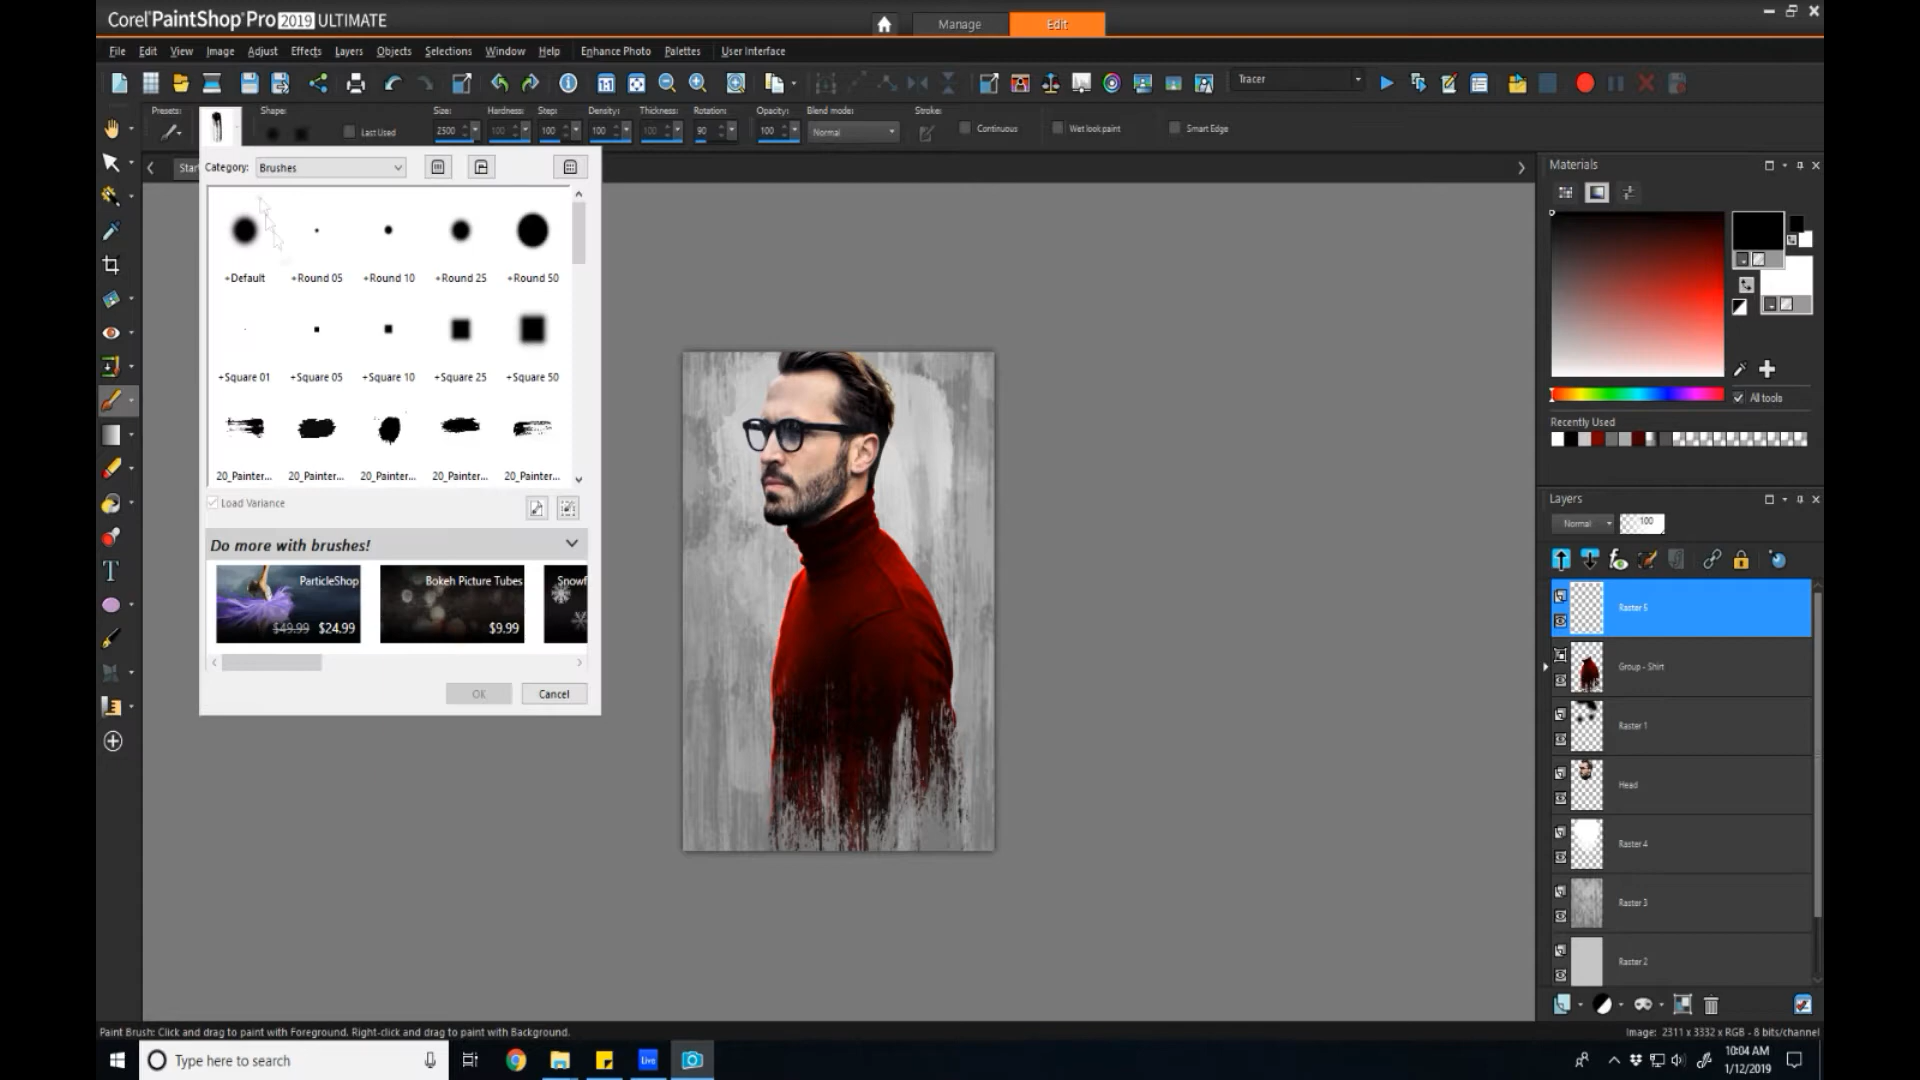 Corel PaintShop Pro 2019 ULTIMATE
Manage
Edit
File Edit View Image Adjust Effects Layers Objects Selections Window Help Enhance Photo Palettes User Interface
Tracer
Presets: Shape: Size: Hardness: Step: Density: Thickness: Rotation: Opacity: Blend mode: Stroke:
Last Used 2500 100 100 100 100 90 100 Normal Continuous Wet look paint Smart Edge
Star
Category: Brushes
+Default +Round 05 +Round 10 +Round 25 +Round 50
+Square 01 +Square 05 +Square 10 +Square 25 +Square 50
20_Painter... 20_Painter... 20_Painter... 20_Painter... 20_Painter...
Load Variance
Do more with brushes!
ParticleShop
$49.99 $24.99
Bokeh Picture Tubes
$9.99
Snowf
OK
Cancel
Materials
All tools
Recently Used
Layers
Normal 100
Raster 5
Group - Shirt
Raster 1
Head
Raster 4
Raster 3
Raster 2
Paint Brush: Click and drag to paint with Foreground. Right-click and drag to paint with Background.
Image: 2311 x 3332 x RGB - 8 bits/channel
Type here to search
Live
10:04 AM
1/12/2019